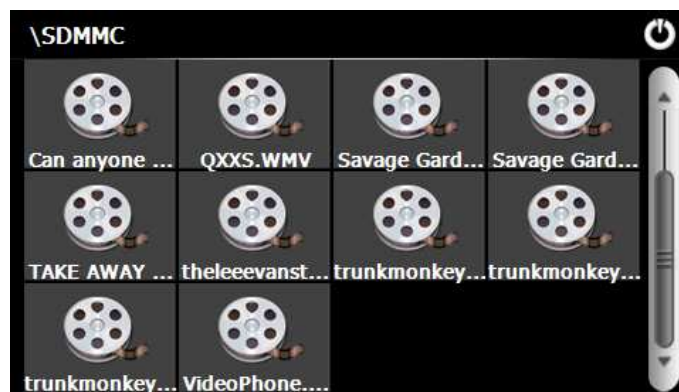 \SDMMC
Can anyone ... QXXS.WMV Savage Gard... Savage Gard...
TAKE AWAY ... theleeevanst... trunkmonkey... trunkmonkey...
trunkmonkey... VideoPhone....